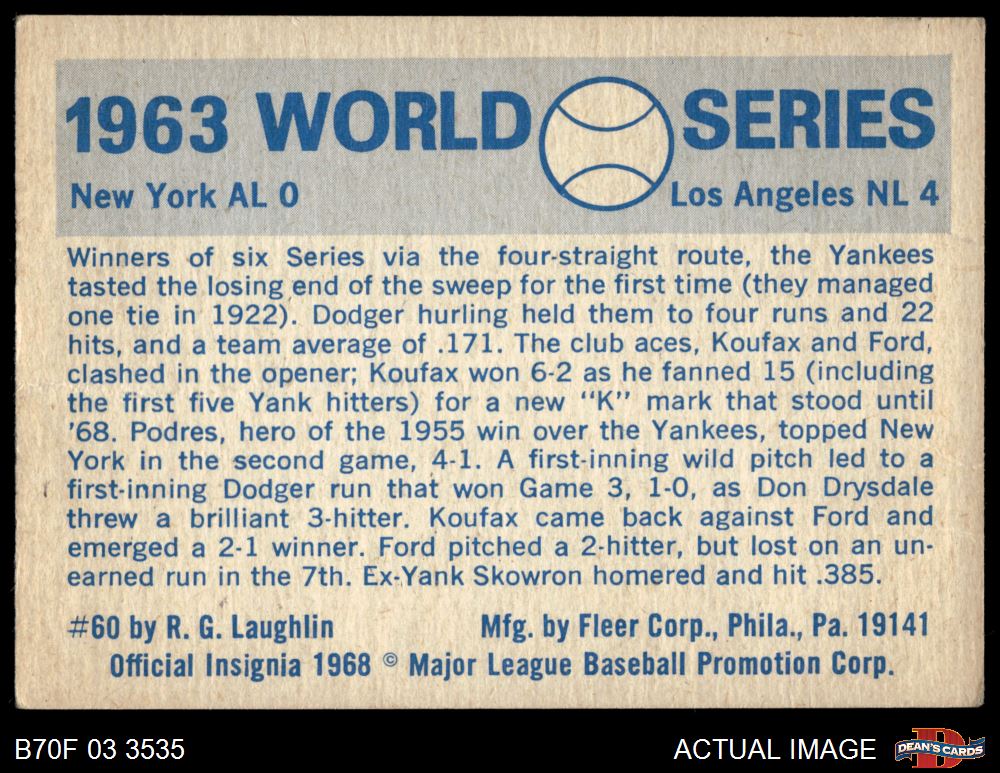 1963 WORLD SERIES
New York AL 0 Los Angeles NL 4
Winners of six Series via the four-straight route, the Yankees
tasted the losing end of the sweep for the first time (they managed
one tie in 1922). Dodger hurling held them to four runs and 22
hits, and a team average of .171. The club aces, Koufax and Ford,
clashed in the opener; Koufax won 6-2 as he fanned 15 (including
the first five Yank hitters) for a new "K" mark that stood until
'68. Podres, hero of the 1955 win over the Yankees, topped New
York in the second game, 4-1. A first-inning wild pitch led to a
first-inning Dodger run that won Game 3, 1-0, as Don Drysdale
threw a brilliant 3-hitter. Koufax came back against Ford and
emerged a 2-1 winner. Ford pitched a 2-hitter, but lost on an un-
earned run in the 7th. Ex-Yank Skowron homered and hit .385.
#60 by R. G. Laughlin Mfg. by Fleer Corp., Phila., Pa. 19141
Official Insignia 1968 © Major League Baseball Promotion Corp.
B70F 03 3535 ACTUAL IMAGE D DEAN'S CARDS